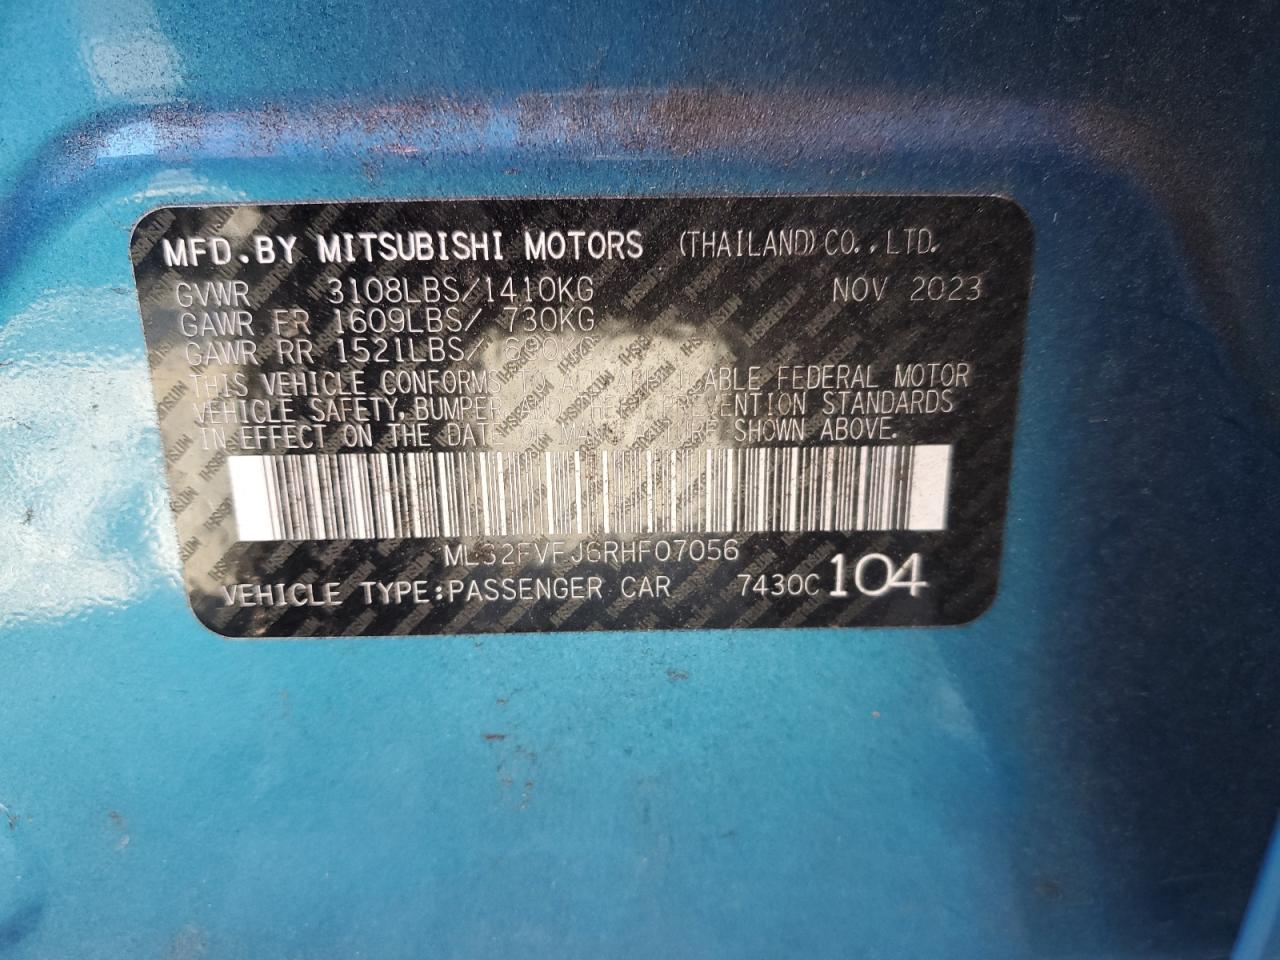 MFD.BY MITSUBISHI MOTORS (THAILAND)CO.,LTD.
GVWR 3108LBS/1410KG NOV 2023
GAWR FR 1609LBS/ 730KG
GAWR RR 1521LBS/ 690KG
THIS VEHICLE CONFORMS TO ALL APPLICABLE FEDERAL MOTOR
VEHICLE SAFETY, BUMPER AND THEFT PREVENTION STANDARDS
IN EFFECT ON THE DATE OF MANUFACTURE SHOWN ABOVE.
ML32FVFJ6RHF07056
VEHICLE TYPE:PASSENGER CAR 7430C 104